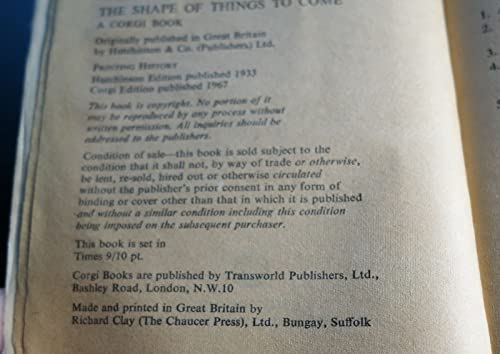 THE SHAPE OF THINGS TO COME
A CORGI BOOK
Originally published in Great Britain
by Hutchinson & Co. (Publishers) Ltd.
PRINTING HISTORY
Hutchinson Edition published 1933
Corgi Edition published 1967
This book is copyright. No portion of it
may be reproduced by any process without
written permission. All inquiries should be
addressed to the publishers.
Condition of sale—this book is sold subject to the
condition that it shall not, by way of trade or otherwise,
be lent, re-sold, hired out or otherwise circulated
without the publisher's prior consent in any form of
binding or cover other than that in which it is published
and without a similar condition including this condition
being imposed on the subsequent purchaser.
This book is set in
Times 9/10 pt.
Corgi Books are published by Transworld Publishers, Ltd.,
Bashley Road, London, N.W.10
Made and printed in Great Britain by
Richard Clay (The Chaucer Press), Ltd., Bungay, Suffolk
1.
2.
3.
4.